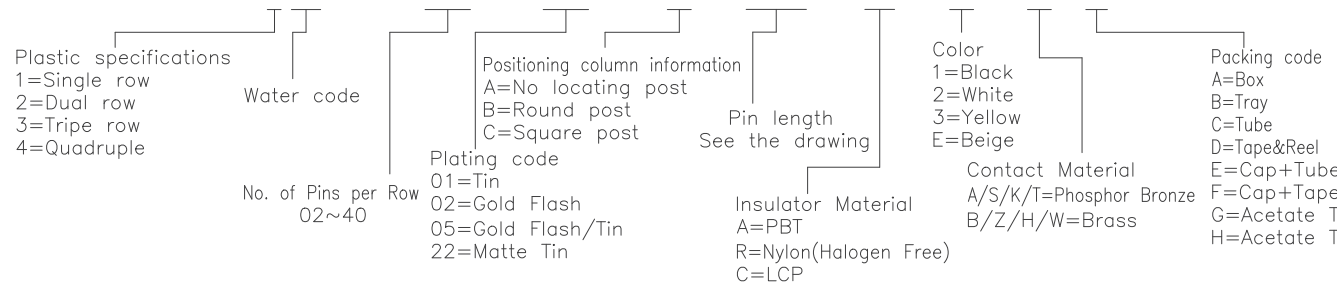 Plastic specifications
1=Single row
2=Dual row
3=Tripe row
4=Quadruple
Water code
No. of Pins per Row
02~40
Plating code
01=Tin
02=Gold Flash
05=Gold Flash/Tin
22=Matte Tin
Positioning column information
A=No locating post
B=Round post
C=Square post
Pin length
See the drawing
Insulator Material
A=PBT
R=Nylon(Halogen Free)
C=LCP
Color
1=Black
2=White
3=Yellow
E=Beige
Contact Material
A/S/K/T=Phosphor Bronze
B/Z/H/W=Brass
Packing code
A=Box
B=Tray
C=Tube
D=Tape&Reel
E=Cap+Tube
F=Cap+Tape
G=Acetate T
H=Acetate T